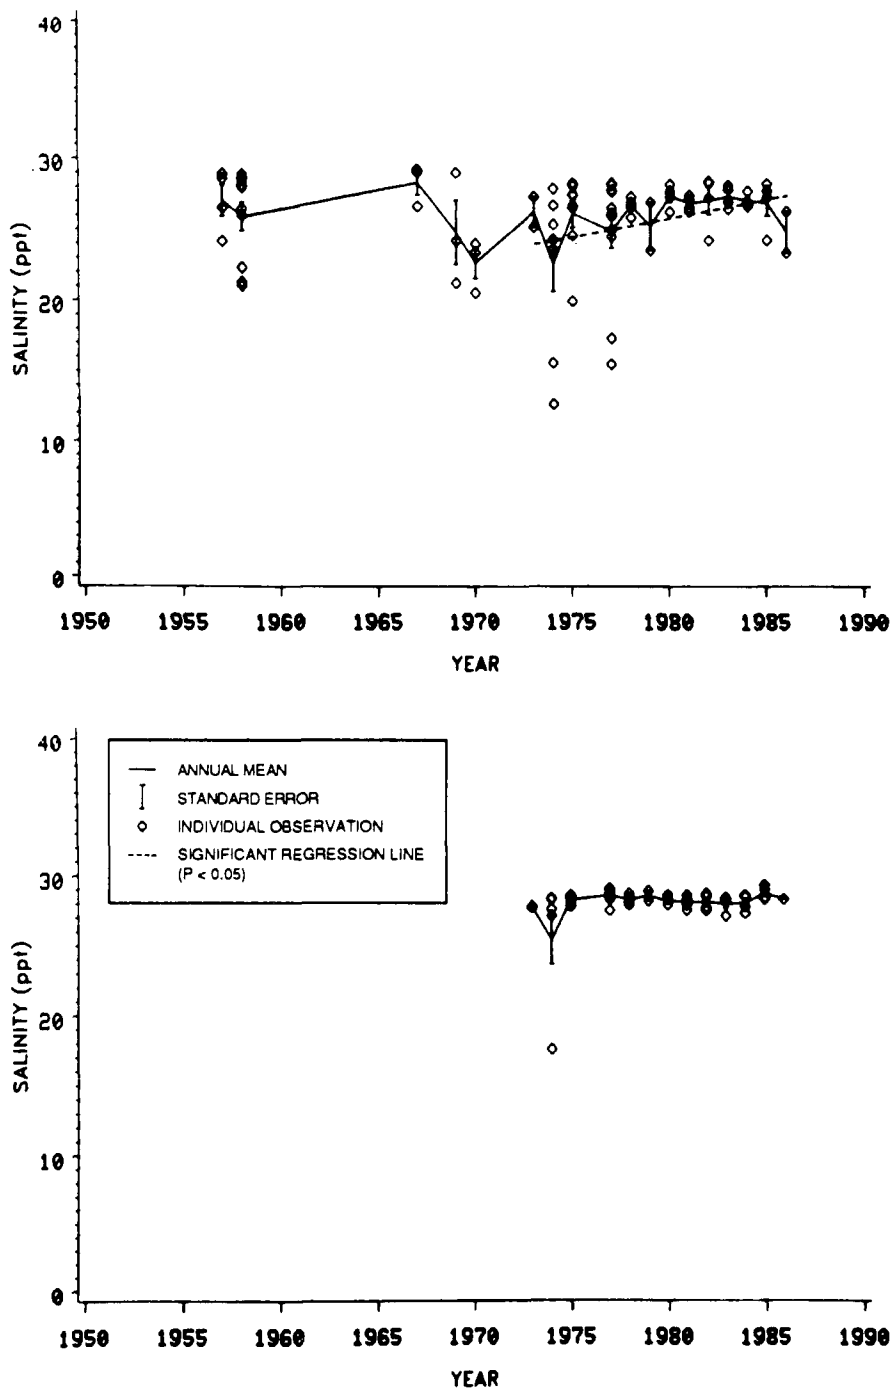 40
30
20
10
0
SALINITY (ppt)
1950 1955 1960 1965 1970 1975 1980 1985 1990
YEAR
40
30
20
10
0
SALINITY (ppt)
ANNUAL MEAN
STANDARD ERROR
INDIVIDUAL OBSERVATION
SIGNIFICANT REGRESSION LINE
(P < 0.05)
1950 1955 1960 1965 1970 1975 1980 1985 1990
YEAR